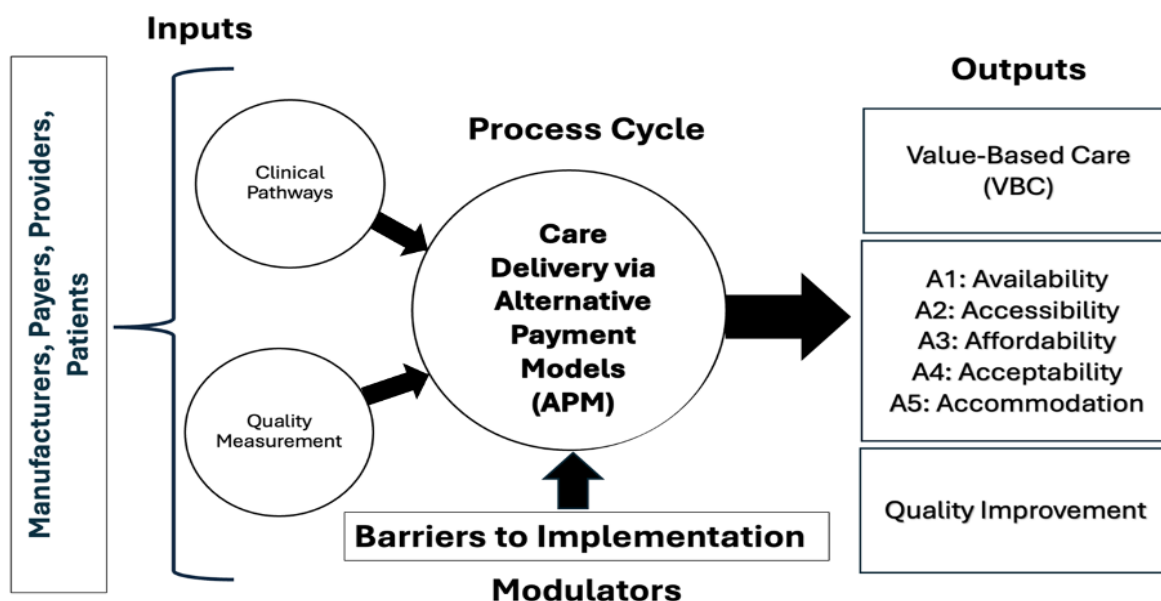 Inputs
Manufacturers, Payers, Providers,
Patients
Clinical
Pathways
Quality
Measurement
Process Cycle
Care
Delivery via
Alternative
Payment
Models
(APM)
Barriers to Implementation
Modulators
Outputs
Value-Based Care
(VBC)
A1: Availability
A2: Accessibility
A3: Affordability
A4: Acceptability
A5: Accommodation
Quality Improvement